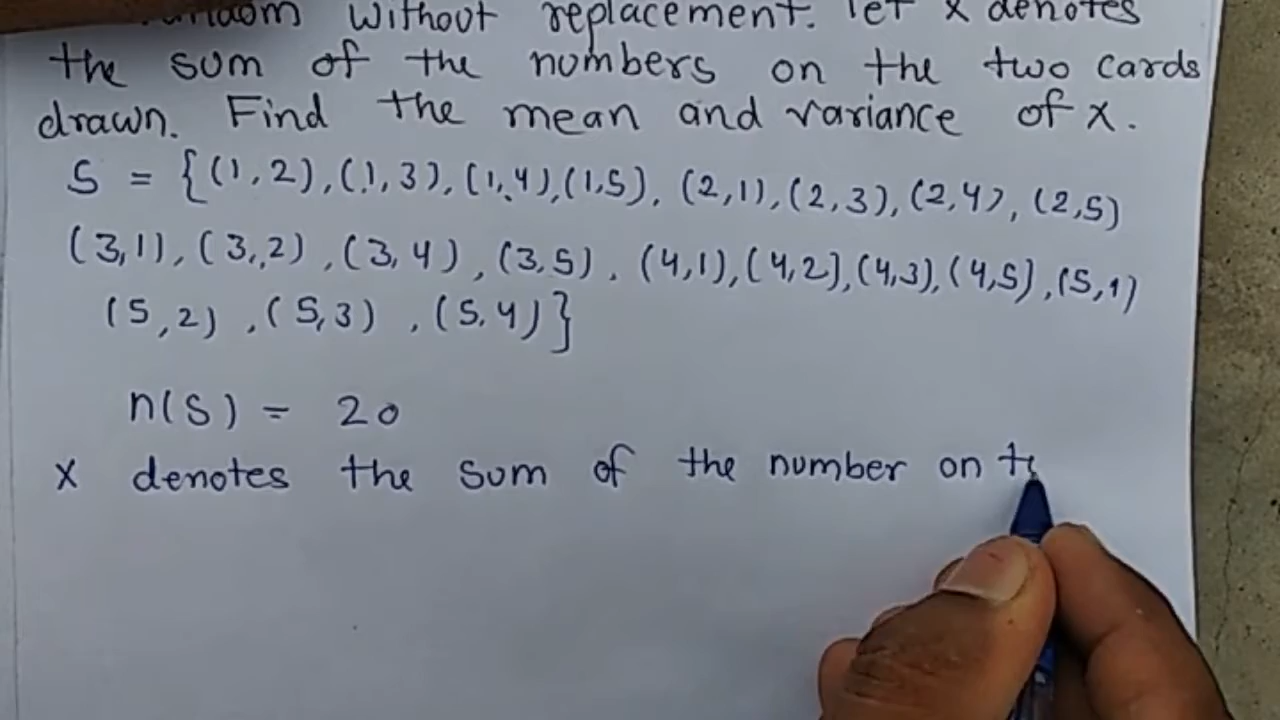 without replacement. let x denotes
the sum of the numbers on the two cards
drawn. Find the mean and variance of x.
S = {(1,2),(1,3),(1,4),(1,5),(2,1),(2,3),(2,4),(2,5)
(3,1),(3,2),(3,4),(3,5),(4,1),(4,2),(4,3),(4,5),(5,1)
(5,2),(5,3),(5,4)}
n(S) = 20
x denotes the sum of the number on